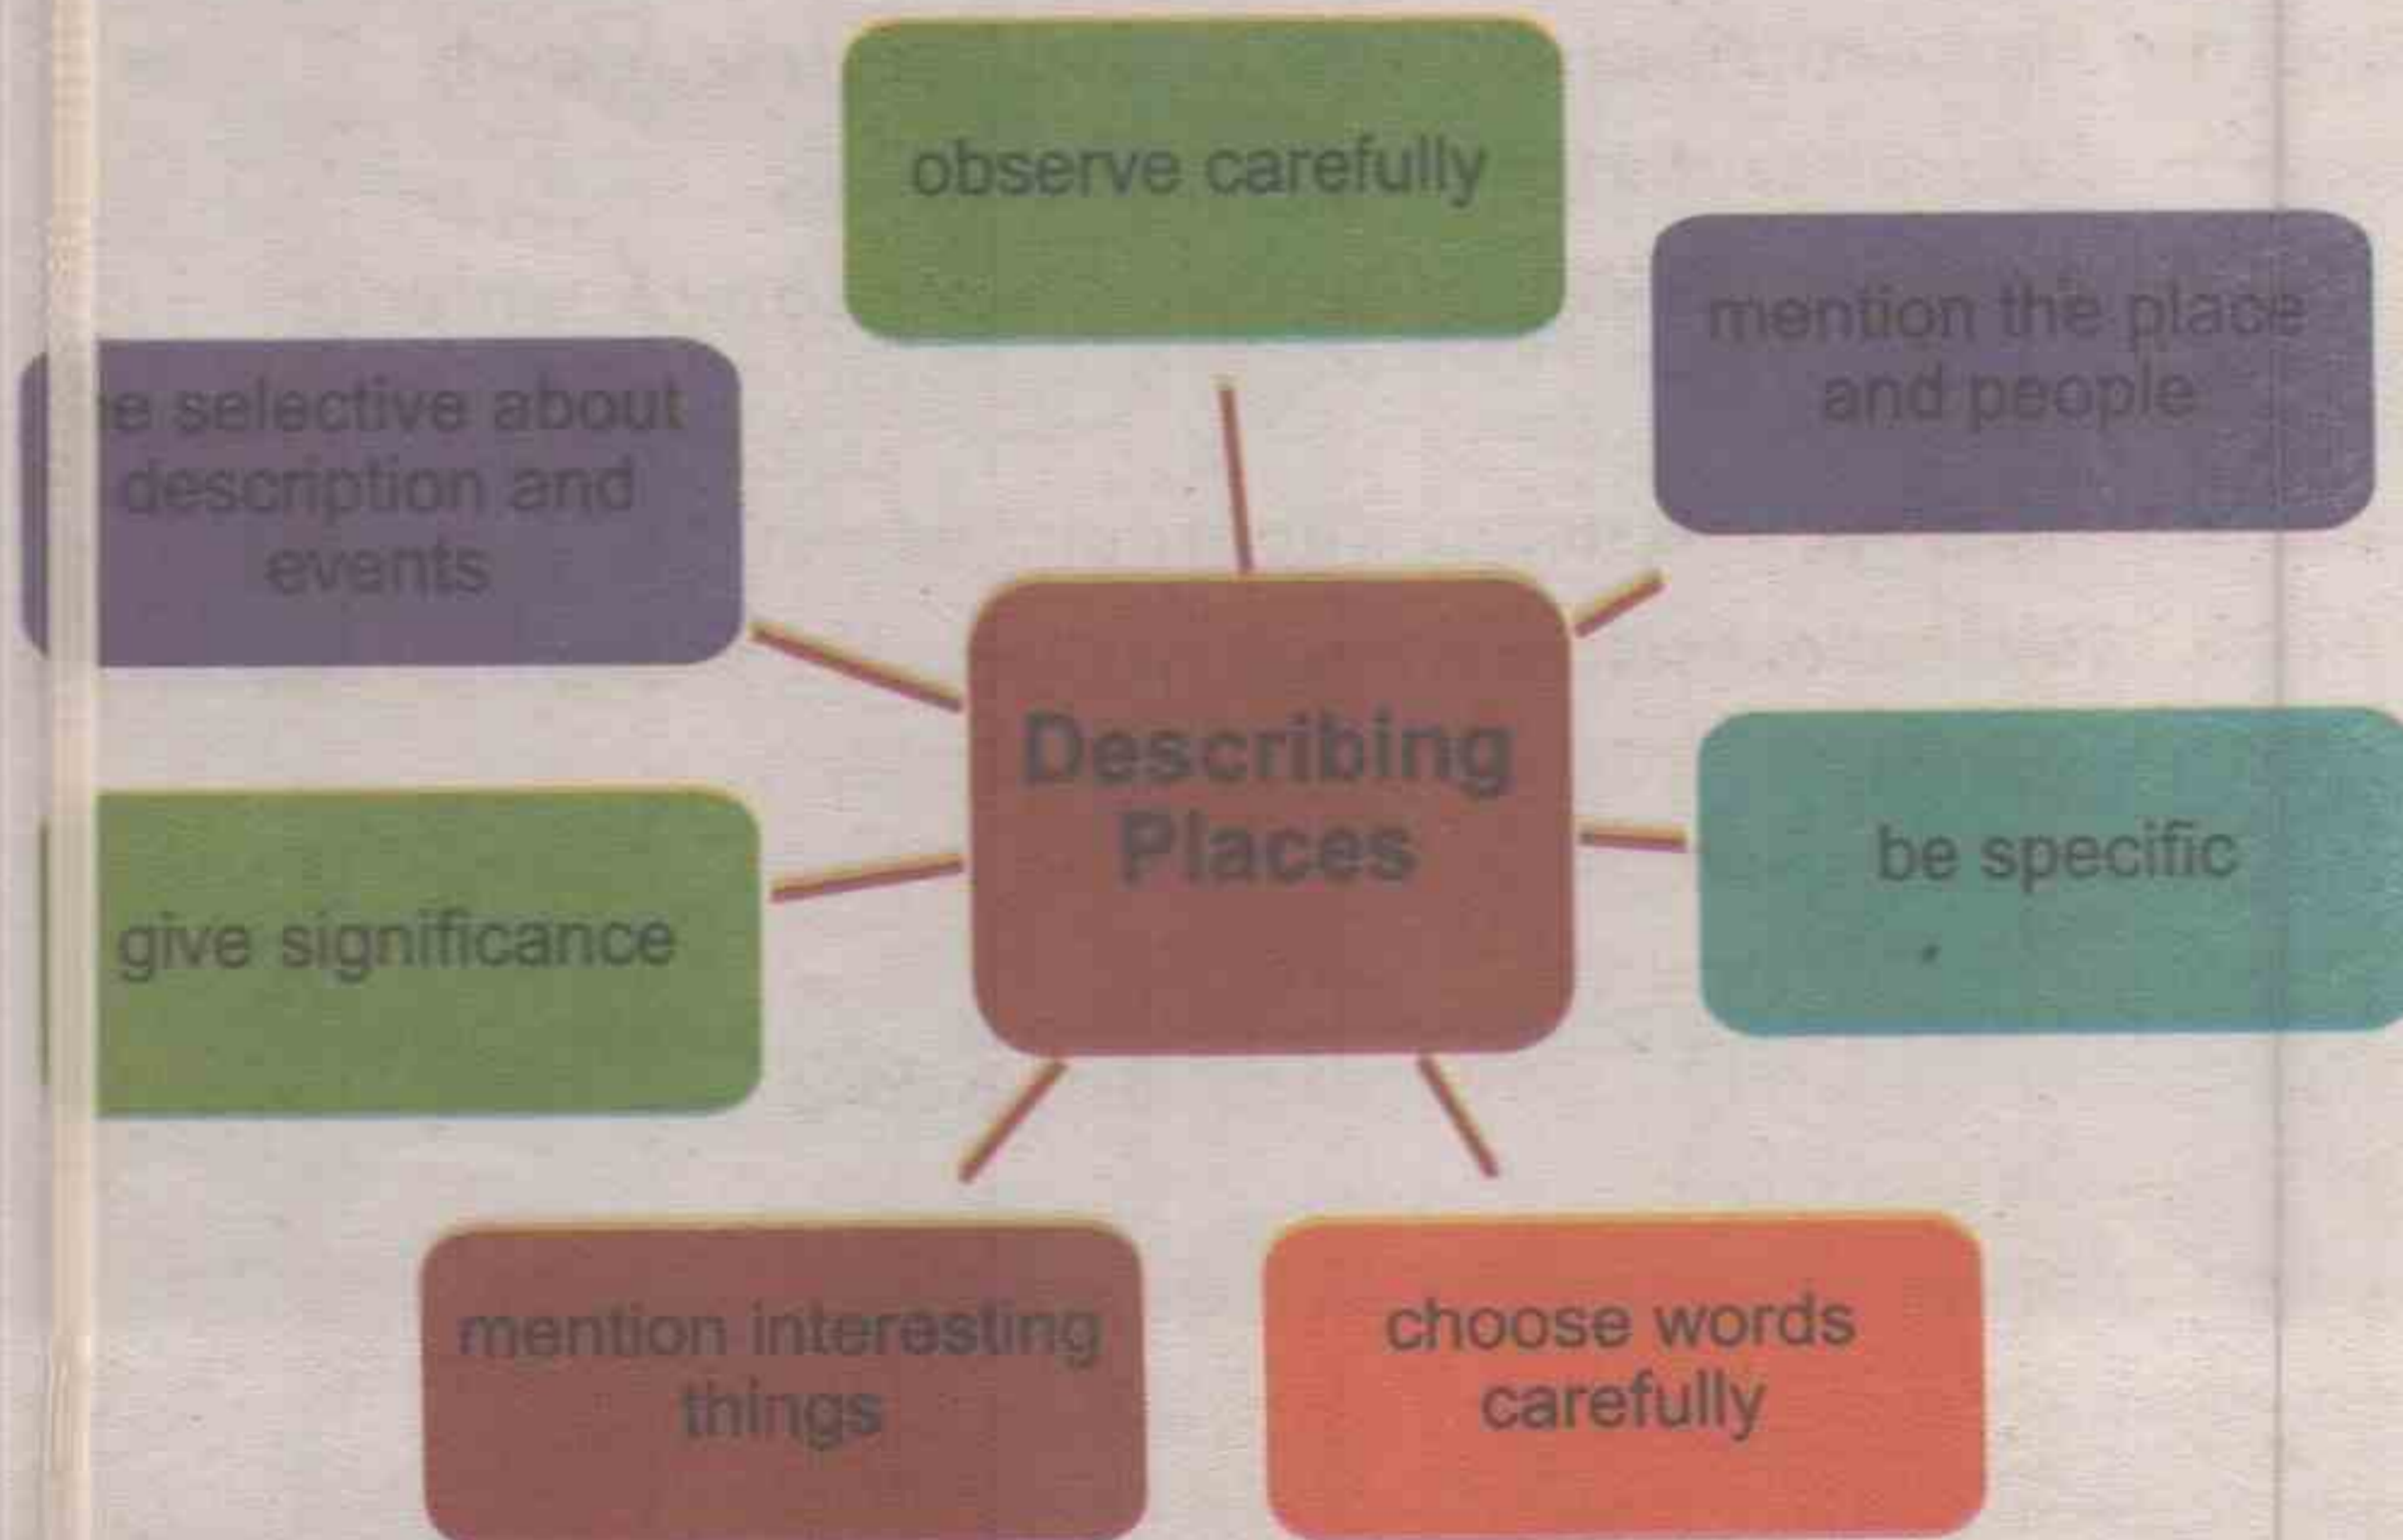 observe carefully
mention the place
and people
be specific
choose words
carefully
mention interesting
things
give significance
e selective about
description and
events
Describing
Places